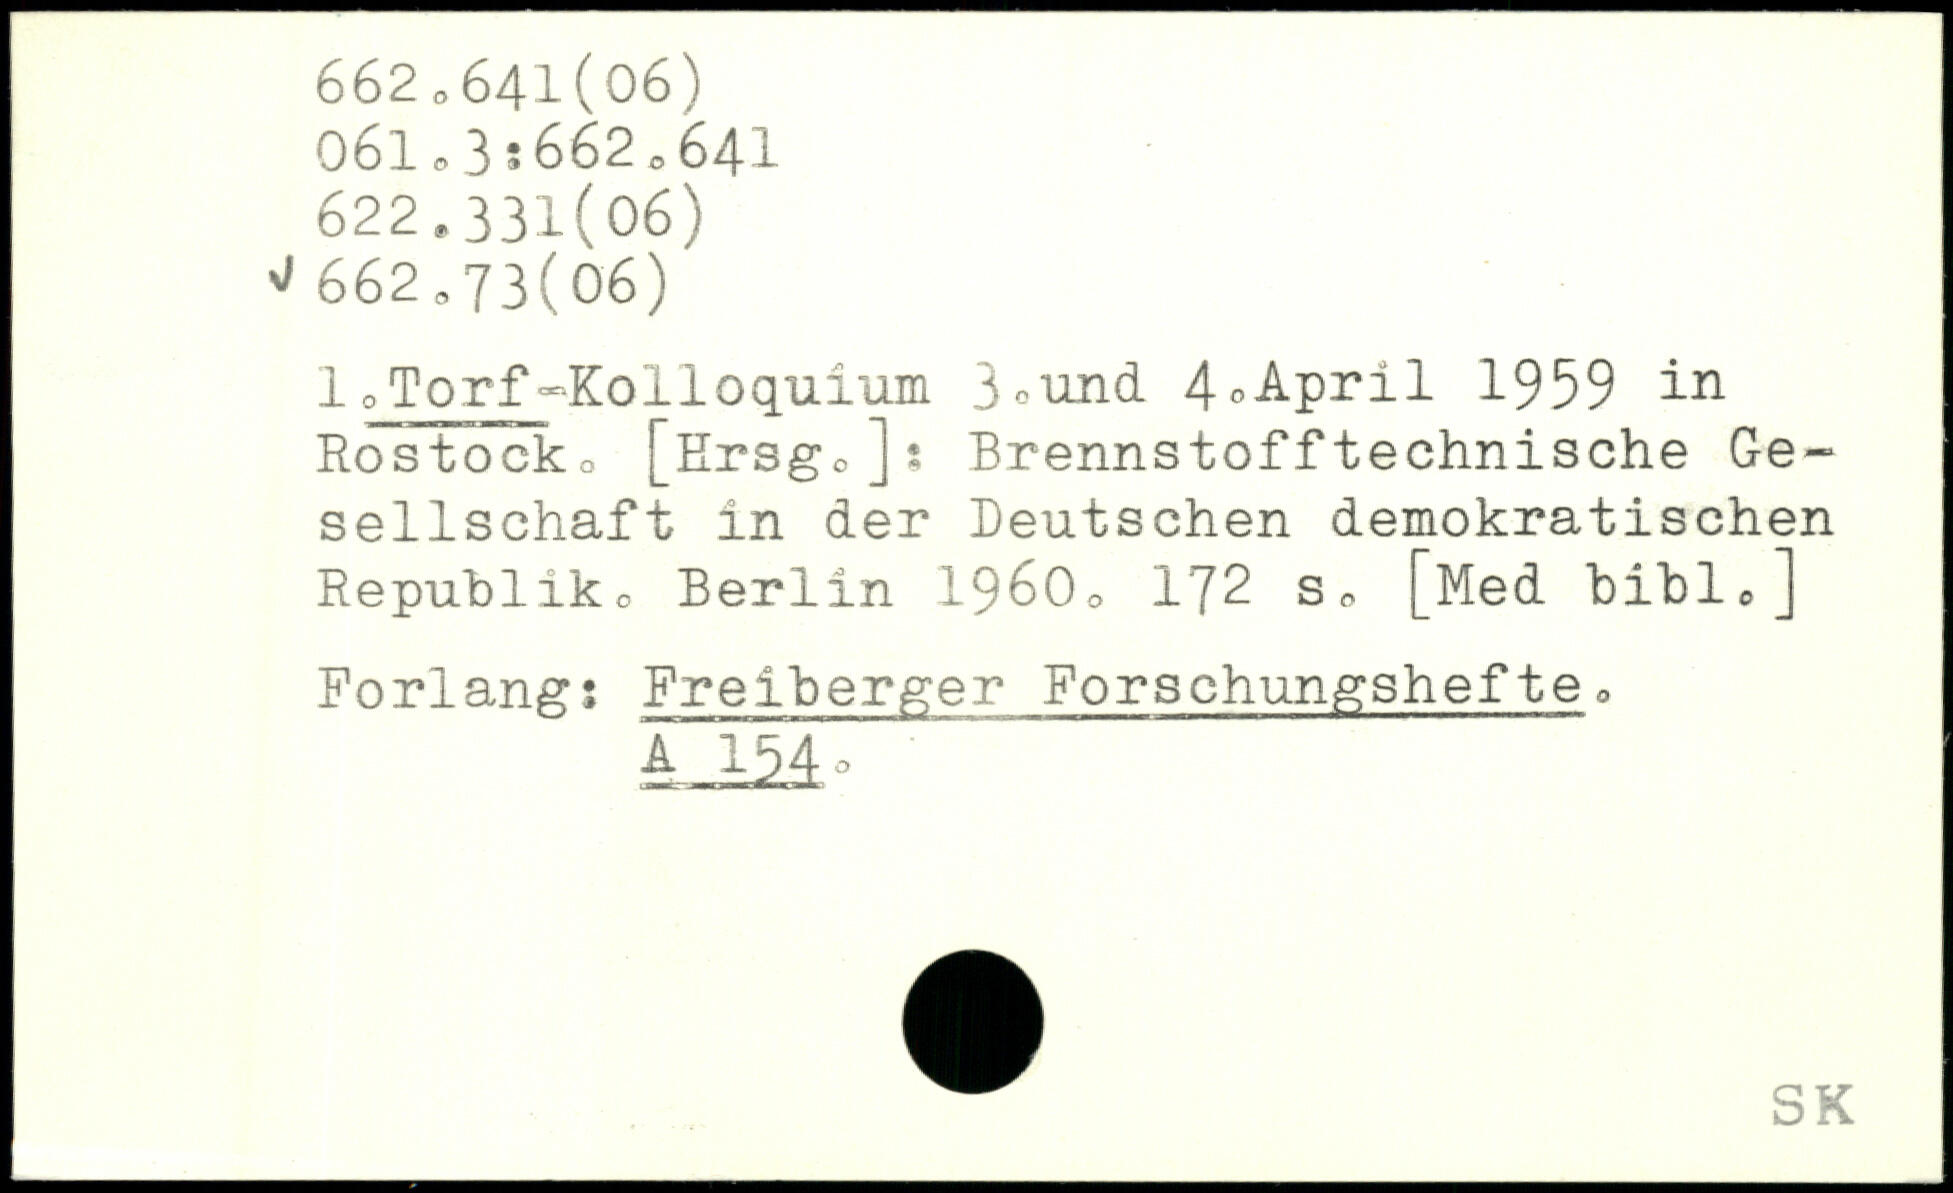 662.641(06)
061.3:662.641
622.331(06)
✓ 662.73(06)
1.Torf-Kolloquium 3.und 4.April 1959 in
Rostock. [Hrsg.]: Brennstofftechnische Ge-
sellschaft in der Deutschen demokratischen
Republik. Berlin 1960. 172 s. [Med bibl.]
Forlang: Freiberger Forschungshefte.
A 154.
SK